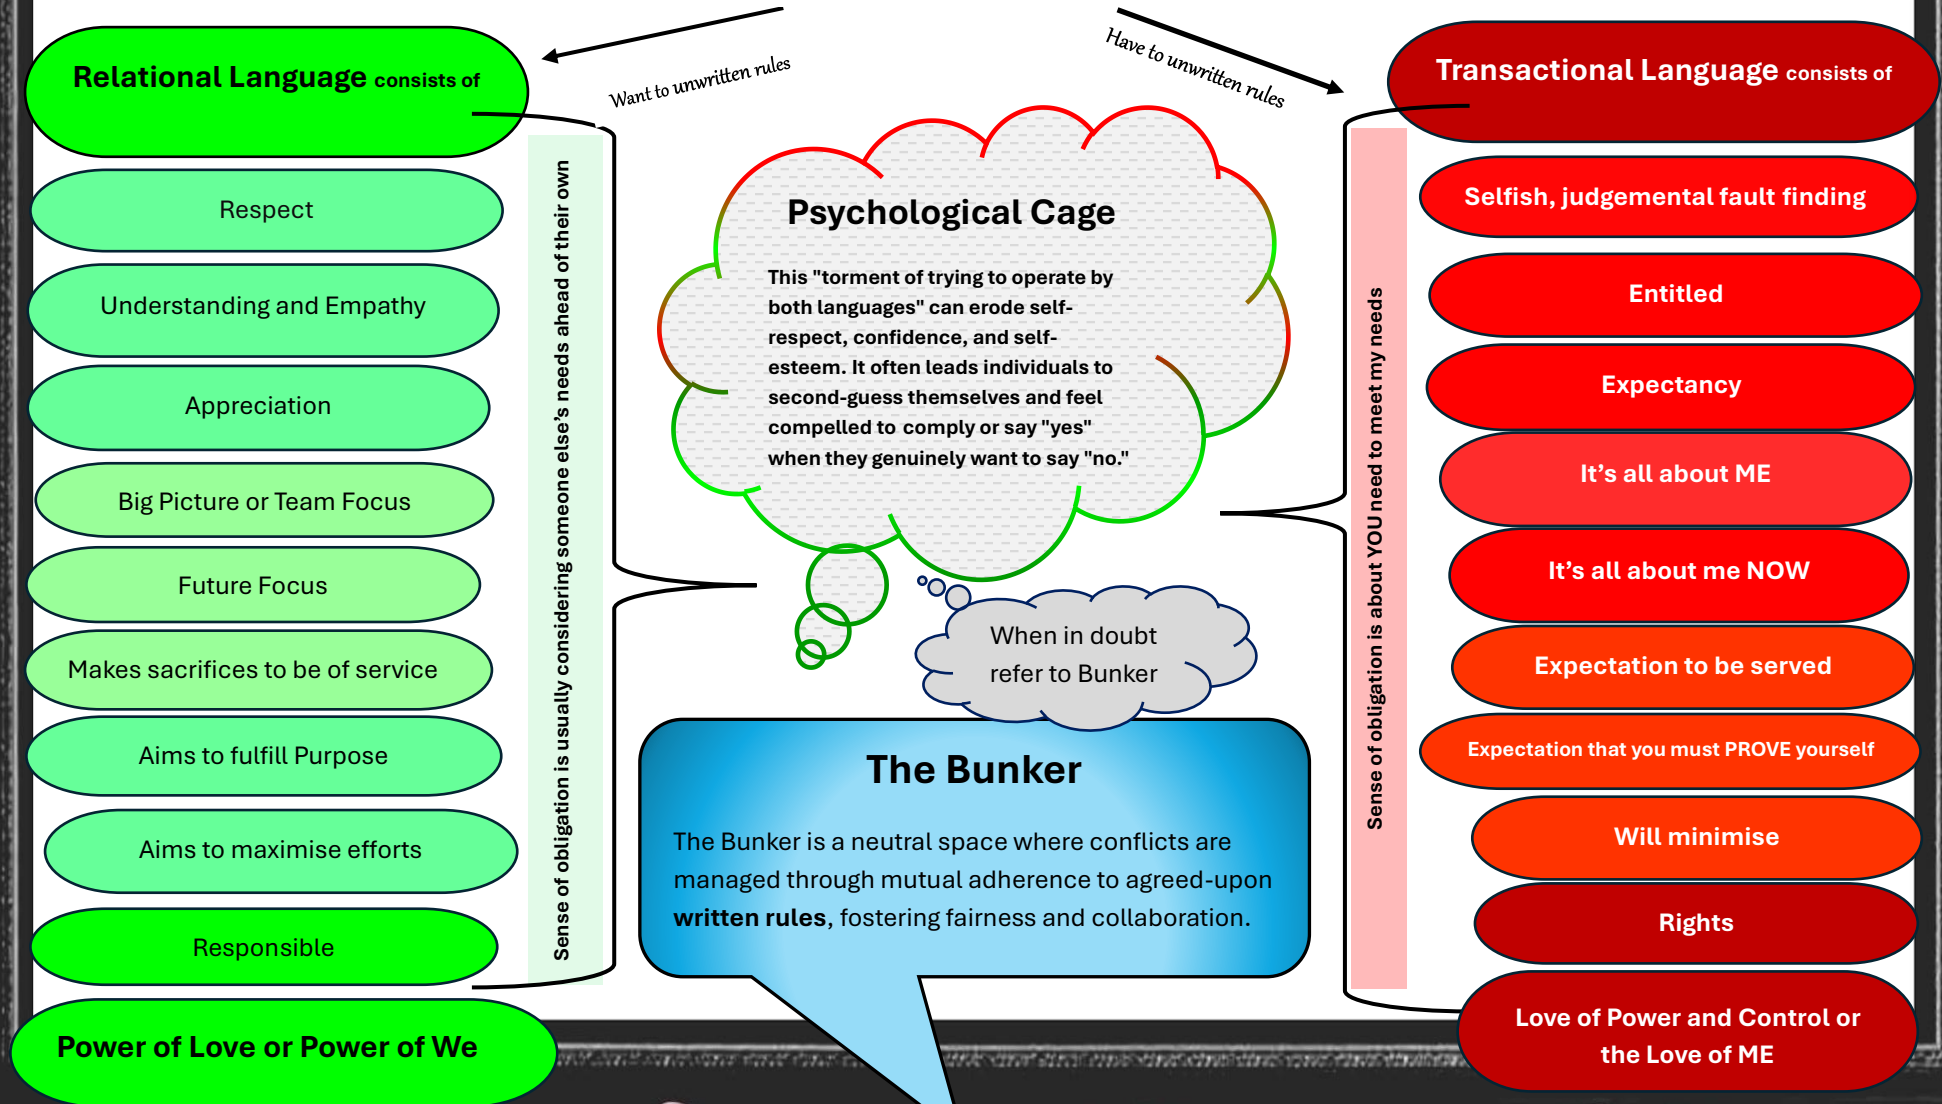 Want to unwritten rules
Have to unwritten rules
Relational Language consists of
Respect
Understanding and Empathy
Appreciation
Big Picture or Team Focus
Future Focus
Makes sacrifices to be of service
Aims to fulfill Purpose
Aims to maximise efforts
Responsible
Power of Love or Power of We
Sense of obligation is usually considering someone else’s needs ahead of their own
Psychological Cage
This "torment of trying to operate by
both languages" can erode self-
respect, confidence, and self-
esteem. It often leads individuals to
second-guess themselves and feel
compelled to comply or say "yes"
when they genuinely want to say "no."
When in doubt
refer to Bunker
The Bunker
The Bunker is a neutral space where conflicts are
managed through mutual adherence to agreed-upon
written rules, fostering fairness and collaboration.
Sense of obligation is about YOU need to meet my needs
Transactional Language consists of
Selfish, judgemental fault finding
Entitled
Expectancy
It’s all about ME
It’s all about me NOW
Expectation to be served
Expectation that you must PROVE yourself
Will minimise
Rights
Love of Power and Control or
the Love of ME